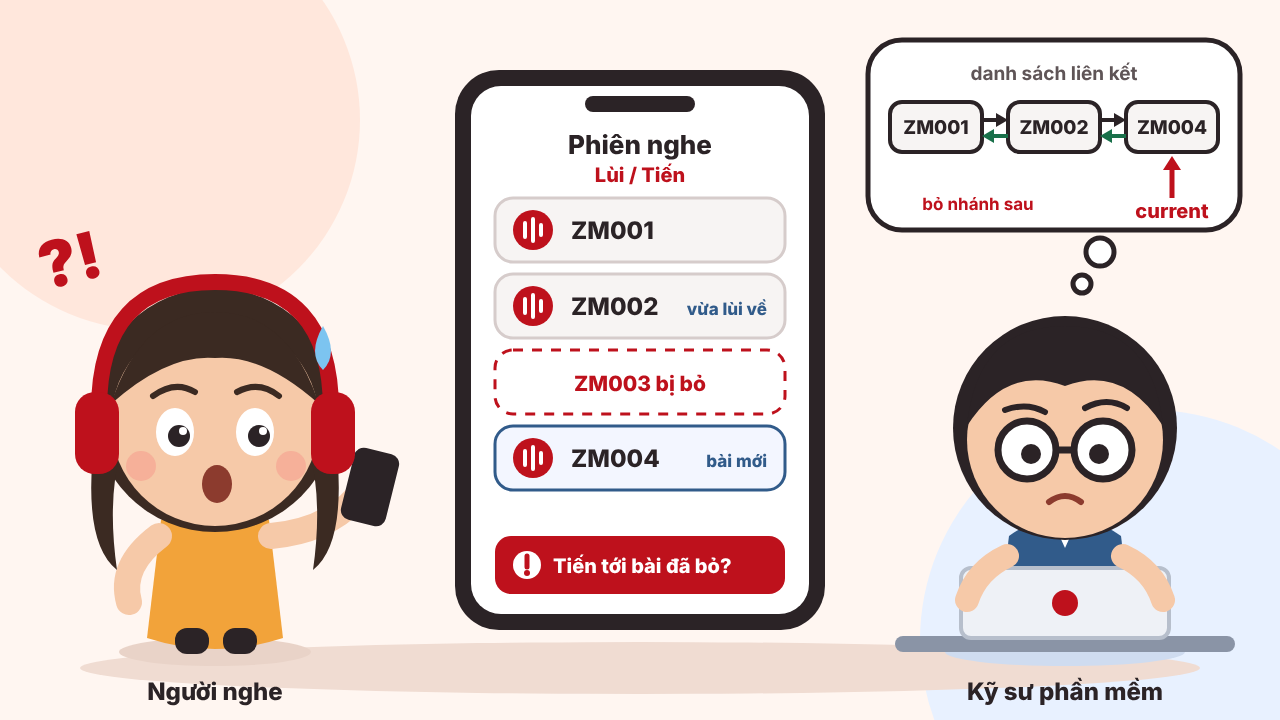 ?!
Người nghe
Phiên nghe
Lùi / Tiến
ZM001
ZM002 vừa lùi về
ZM003 bị bỏ
ZM004 bài mới
Tiến tới bài đã bỏ?
danh sách liên kết
ZM001 ZM002 ZM004
bỏ nhánh sau
current
Kỹ sư phần mềm